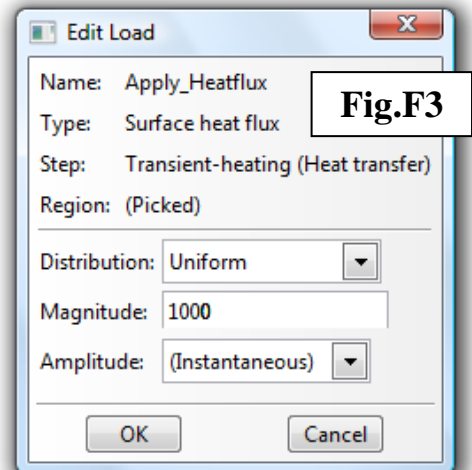 Edit Load
Name: Apply_Heatflux
Fig.F3
Type: Surface heat flux
Step: Transient-heating (Heat transfer)
Region: (Picked)
Distribution: Uniform
Magnitude: 1000
Amplitude: (Instantaneous)
OK Cancel